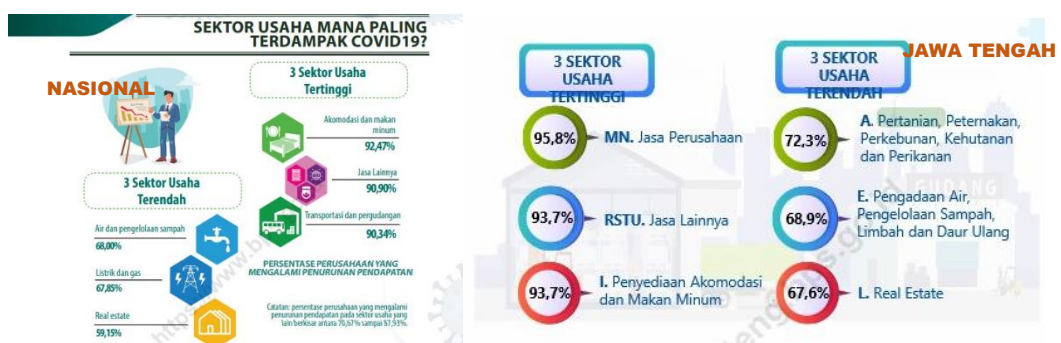 SEKTOR USAHA MANA PALING
TERDAMPAK COVID19?
NASIONAL
3 Sektor Usaha
Tertinggi
Akomodasi dan makan
minum
92,47%
Jasa Lainnya
90,90%
Transportasi dan pergudangan
90,34%
3 Sektor Usaha
Terendah
Air dan pengelolaan sampah
68,00%
Listrik dan gas
67,85%
Real estate
59,15%
PERSENTASE PERUSAHAAN YANG
MENGALAMI PENURUNAN PENDAPATAN
Catatan: persentase perusahaan yang mengalami
penurunan pendapatan pada sektor usaha yang
lain berkisar antara 70,67% sampai 87,93%.
JAWA TENGAH
3 SEKTOR
USAHA
TERTINGGI
95,8%
MN. Jasa Perusahaan
93,7%
RSTU. Jasa Lainnya
93,7%
I. Penyediaan Akomodasi
dan Makan Minum
3 SEKTOR
USAHA
TERENDAH
72,3%
A. Pertanian, Peternakan,
Perkebunan, Kehutanan
dan Perikanan
68,9%
E. Pengadaan Air,
Pengelolaan Sampah,
Limbah dan Daur Ulang
67,6%
L. Real Estate
GUDANG